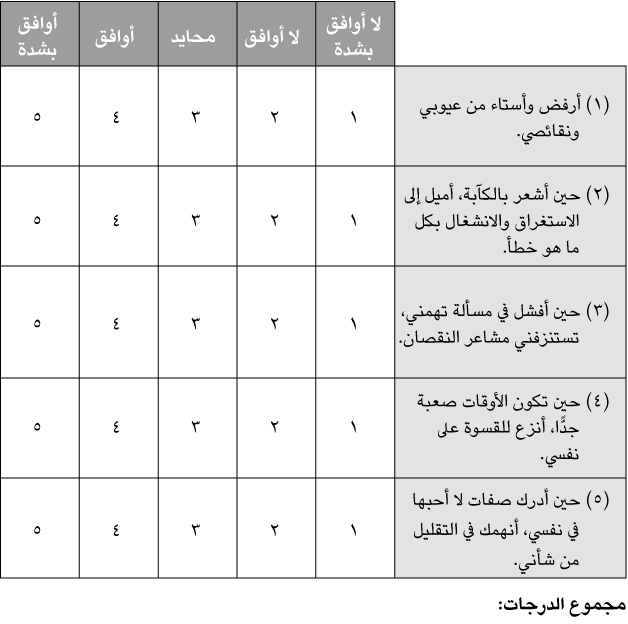 لا أوافق بشدة
لا أوافق
محايد
أوافق
أوافق بشدة
(١) أرفض وأستاء من عيوبي
ونقائصي.
١ ٢ ٣ ٤ ٥
(٢) حين أشعر بالكآبة، أميل إلى
الاستغراق والانشغال بكل
ما هو خطأ.
١ ٢ ٣ ٤ ٥
(٣) حين أفشل في مسألة تهمني،
تستنزفني مشاعر النقصان.
١ ٢ ٣ ٤ ٥
(٤) حين تكون الأوقات صعبة
جدًّا، أنزع للقسوة على
نفسي.
١ ٢ ٣ ٤ ٥
(٥) حين أدرك صفات لا أحبها
في نفسي، أنهمك في التقليل
من شأني.
١ ٢ ٣ ٤ ٥
مجموع الدرجات: